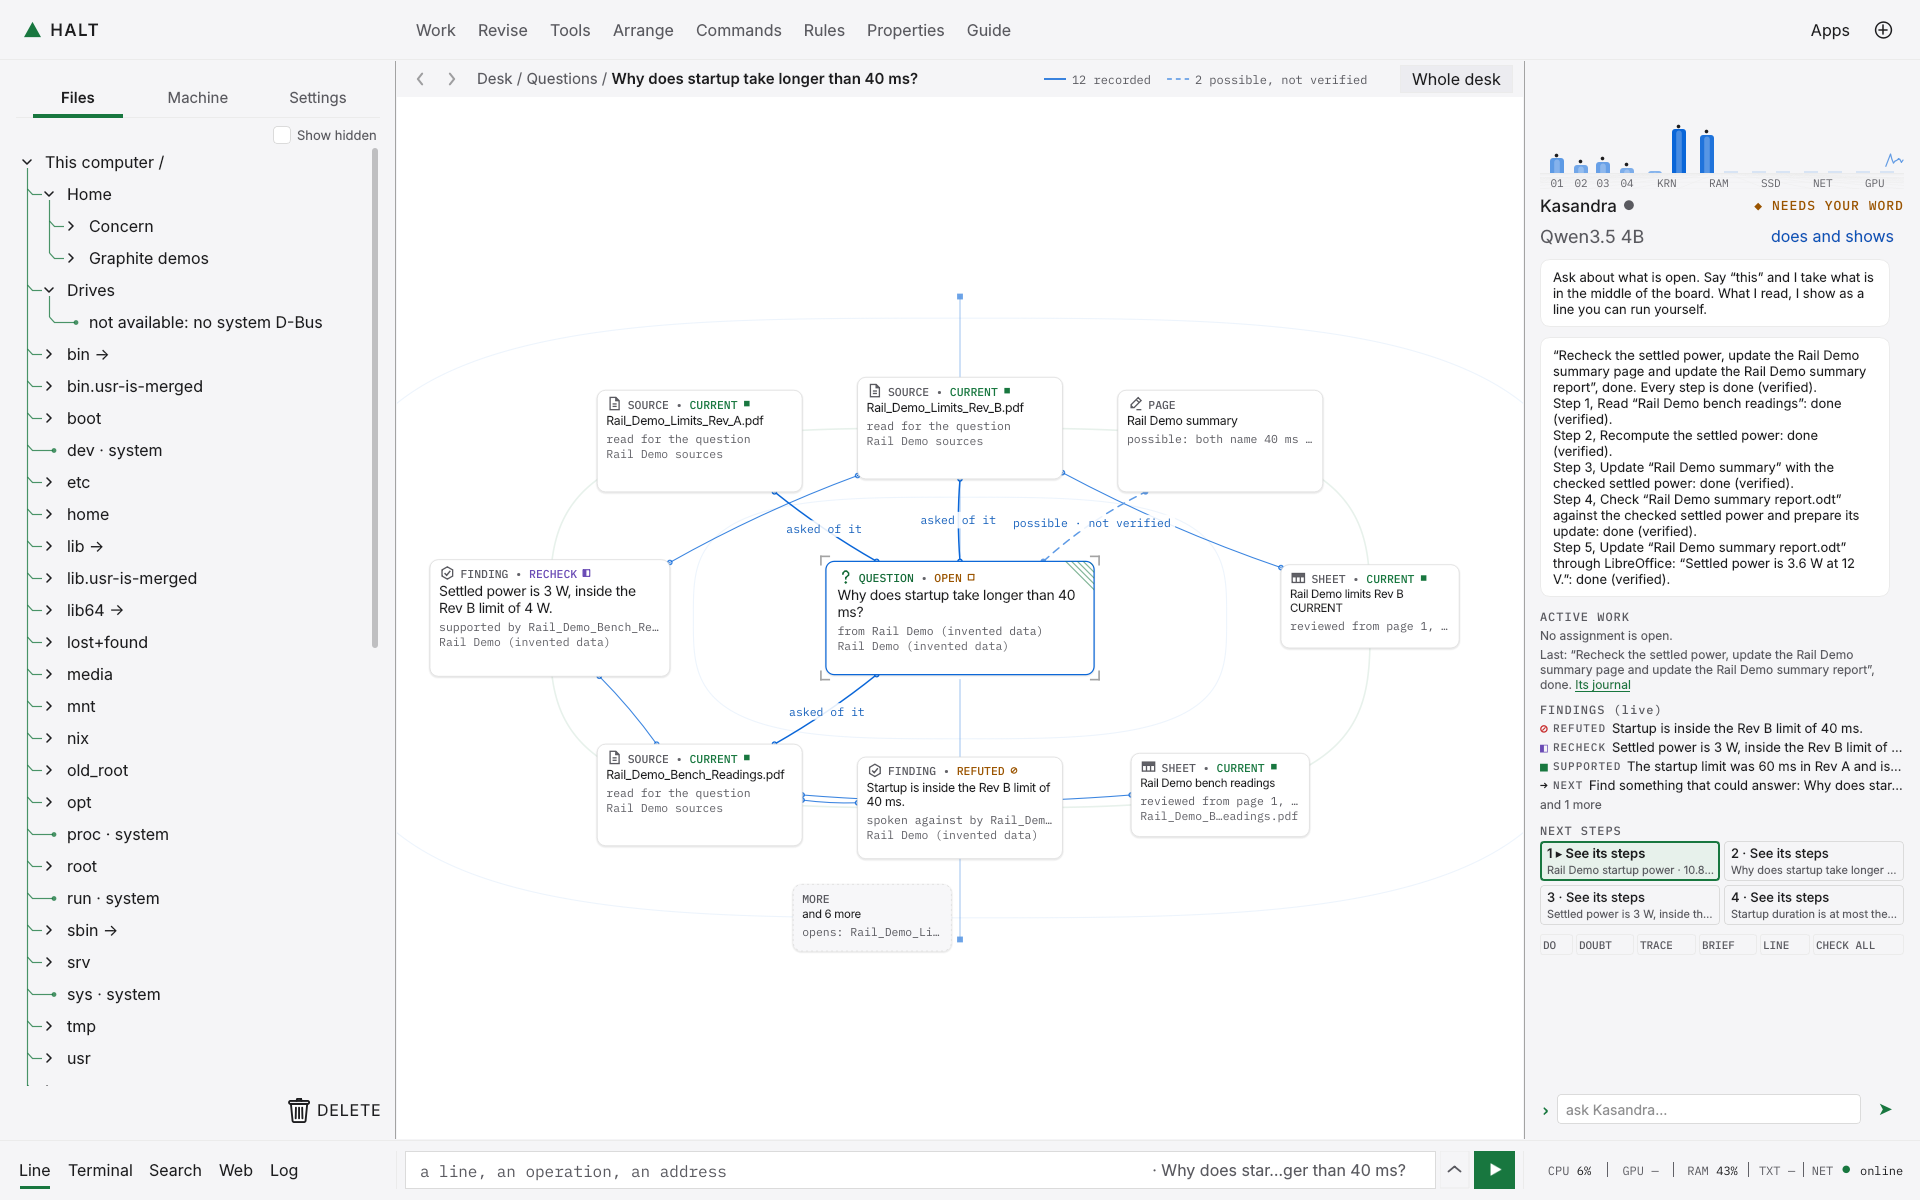 HALT
Work Revise Tools Arrange Commands Rules Properties Guide
Apps
Files Machine Settings
Show hidden
This computer /
Home
Concern
Graphite demos
Drives
not available: no system D-Bus
bin →
bin.usr-is-merged
boot
dev · system
etc
home
lib →
lib.usr-is-merged
lib64 →
lost+found
media
mnt
nix
old_root
opt
proc · system
root
run · system
sbin →
srv
sys · system
tmp
usr
DELETE
Desk / Questions / Why does startup take longer than 40 ms?
12 recorded
2 possible, not verified
Whole desk
SOURCE • CURRENT
Rail_Demo_Limits_Rev_A.pdf
read for the question
Rail Demo sources
SOURCE • CURRENT
Rail_Demo_Limits_Rev_B.pdf
read for the question
Rail Demo sources
PAGE
Rail Demo summary
possible: both name 40 ms …
asked of it
asked of it
possible · not verified
FINDING • RECHECK
Settled power is 3 W, inside the
Rev B limit of 4 W.
supported by Rail_Demo_Bench_Re…
Rail Demo (invented data)
? QUESTION • OPEN
Why does startup take longer than 40
ms?
from Rail Demo (invented data)
Rail Demo (invented data)
SHEET • CURRENT
Rail Demo limits Rev B
CURRENT
reviewed from page 1, …
asked of it
SOURCE • CURRENT
Rail_Demo_Bench_Readings.pdf
read for the question
Rail Demo sources
FINDING • REFUTED
Startup is inside the Rev B limit of
40 ms.
spoken against by Rail_Dem…
Rail Demo (invented data)
SHEET • CURRENT
Rail Demo bench readings
reviewed from page 1, …
Rail_Demo_B…eadings.pdf
MORE
and 6 more
opens: Rail_Demo_Li…
01 02 03 04 KRN RAM SSD NET GPU
Kasandra
NEEDS YOUR WORD
Qwen3.5 4B
does and shows
Ask about what is open. Say “this” and I take what is
in the middle of the board. What I read, I show as a
line you can run yourself.
“Recheck the settled power, update the Rail Demo
summary page and update the Rail Demo summary
report”, done. Every step is done (verified).
Step 1, Read “Rail Demo bench readings”: done
(verified).
Step 2, Recompute the settled power: done
(verified).
Step 3, Update “Rail Demo summary” with the
checked settled power: done (verified).
Step 4, Check “Rail Demo summary report.odt”
against the checked settled power and prepare its
update: done (verified).
Step 5, Update “Rail Demo summary report.odt”
through LibreOffice: “Settled power is 3.6 W at 12
V.”: done (verified).
ACTIVE WORK
No assignment is open.
Last: “Recheck the settled power, update the Rail Demo
summary page and update the Rail Demo summary report”,
done. Its journal
FINDINGS (live)
REFUTED Startup is inside the Rev B limit of 40 ms.
RECHECK Settled power is 3 W, inside the Rev B limit of …
SUPPORTED The startup limit was 60 ms in Rev A and is…
→ NEXT Find something that could answer: Why does star…
and 1 more
NEXT STEPS
1 ▸ See its steps
Rail Demo startup power · 10.8…
2 · See its steps
Why does startup take longer …
3 · See its steps
Settled power is 3 W, inside th…
4 · See its steps
Startup duration is at most the…
DO DOUBT TRACE BRIEF LINE CHECK ALL
ask Kasandra…
Line Terminal Search Web Log
a line, an operation, an address
· Why does star…ger than 40 ms?
CPU 6% GPU — RAM 43% TXT — NET online